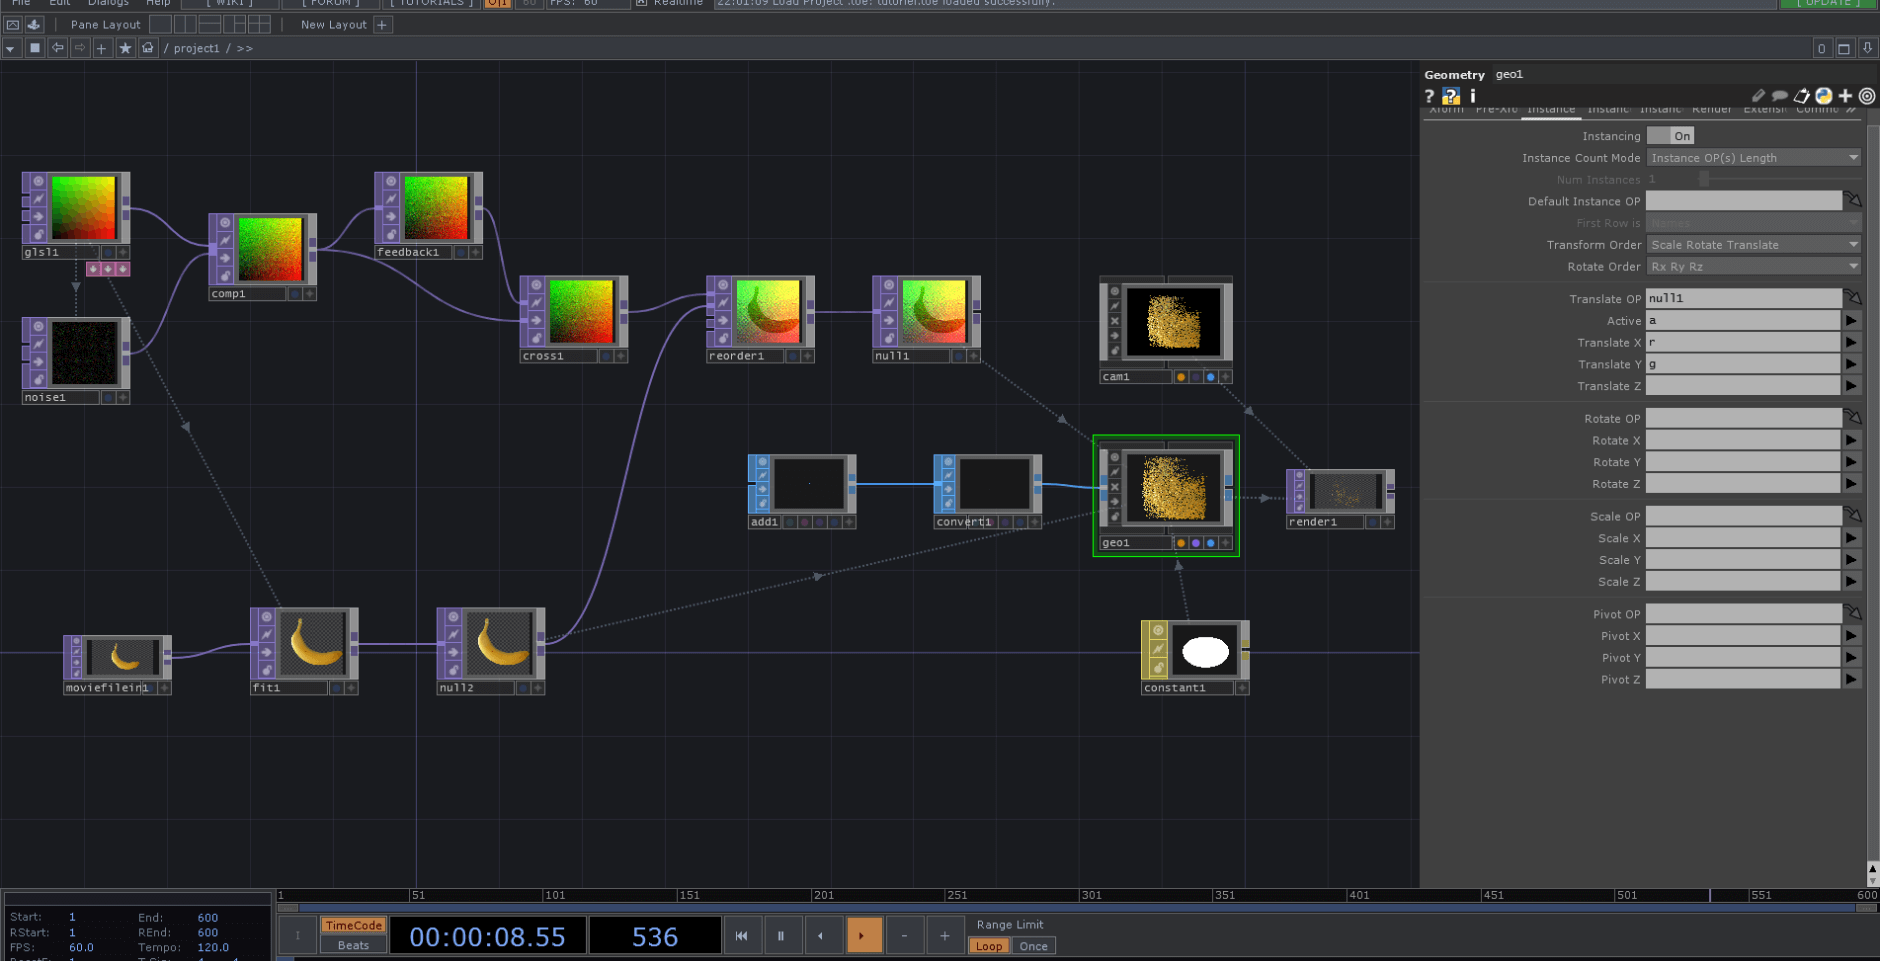 File Edit Dialogs Help [ WIKI ] [ FORUM ] [ TUTORIALS ] O|I 60 FPS: 60 Realtime 22:01:09 Load Project .toe: tutorier.toe loaded successfully. [ UPDATE ]
Pane Layout New Layout +
/ project1 / >> 0
Geometry geo1
? ? i
Xform Pre-Xfo Instance Instanc Instanc Render Extensi Commo >>
Instancing On
Instance Count Mode Instance OP(s) Length
Num Instances 1
Default Instance OP
First Row is Names
Transform Order Scale Rotate Translate
Rotate Order Rx Ry Rz
Translate OP null1
Active a
Translate X r
Translate Y g
Translate Z
Rotate OP
Rotate X
Rotate Y
Rotate Z
Scale OP
Scale X
Scale Y
Scale Z
Pivot OP
Pivot X
Pivot Y
Pivot Z
glsl1
feedback1
comp1
noise1
cross1
reorder1
null1
cam1
add1
convert1
geo1
render1
moviefilein1
fit1
null2
constant1
1 51 101 151 201 251 301 351 401 451 501 551 600
Start: 1 End: 600
RStart: 1 REnd: 600
FPS: 60.0 Tempo: 120.0
TimeCode
Beats
00:00:08.55
536
Range Limit
Loop Once